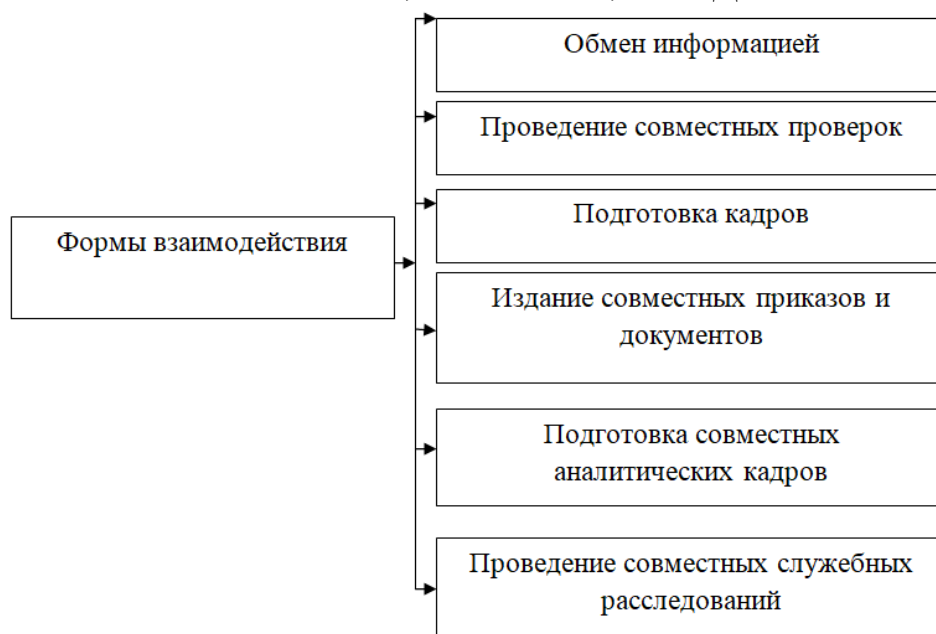 Обмен информацией
Проведение совместных проверок
Подготовка кадров
Формы взаимодействия
Издание совместных приказов и
документов
Подготовка совместных
аналитических кадров
Проведение совместных служебных
расследований